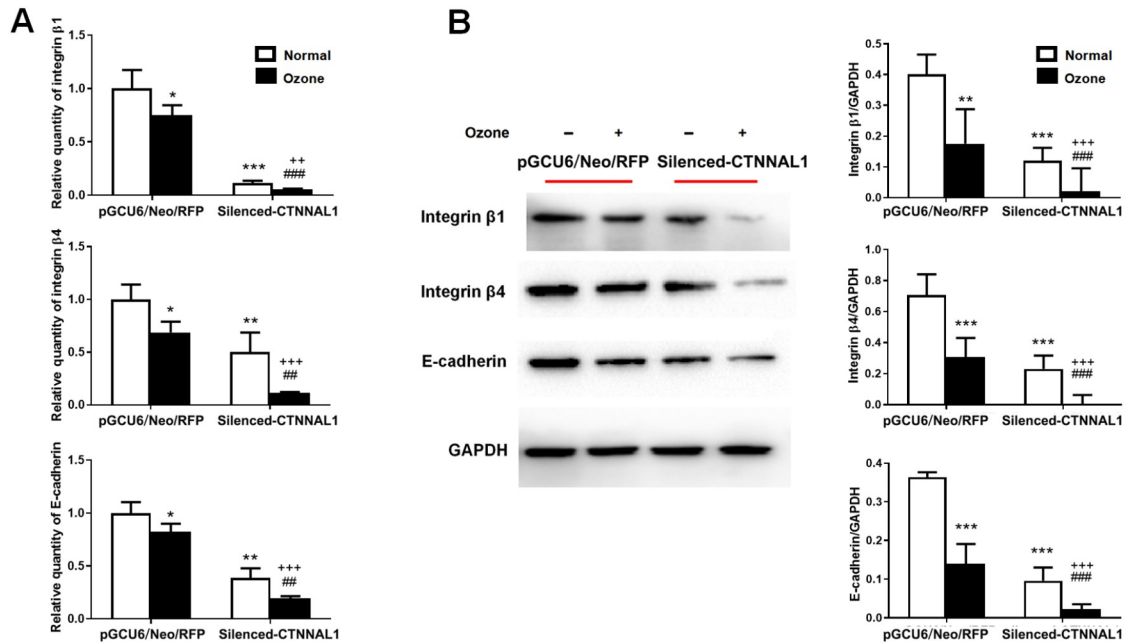 A
Relative quantity of integrin β1
1.5
1.0
0.5
0.0
Normal
Ozone
*
***
++
###
pGCU6/Neo/RFP Silenced-CTNNAL1
Relative quantity of integrin β4
1.5
1.0
0.5
0.0
*
**
+++
##
pGCU6/Neo/RFP Silenced-CTNNAL1
Relative quantity of E-cadherin
1.5
1.0
0.5
0.0
*
**
+++
##
pGCU6/Neo/RFP Silenced-CTNNAL1
B
Ozone − + − +
pGCU6/Neo/RFP Silenced-CTNNAL1
Integrin β1
Integrin β4
E-cadherin
GAPDH
Integrin β1/GAPDH
0.5
0.4
0.3
0.2
0.1
0.0
Normal
Ozone
**
***
+++
###
pGCU6/Neo/RFP Silenced-CTNNAL1
Integrin β4/GAPDH
1.0
0.8
0.6
0.4
0.2
0.0
***
***
+++
###
pGCU6/Neo/RFP Silenced-CTNNAL1
E-cadherin/GAPDH
0.4
0.3
0.2
0.1
0.0
***
***
+++
###
pGCU6/Neo/RFP Silenced-CTNNAL1